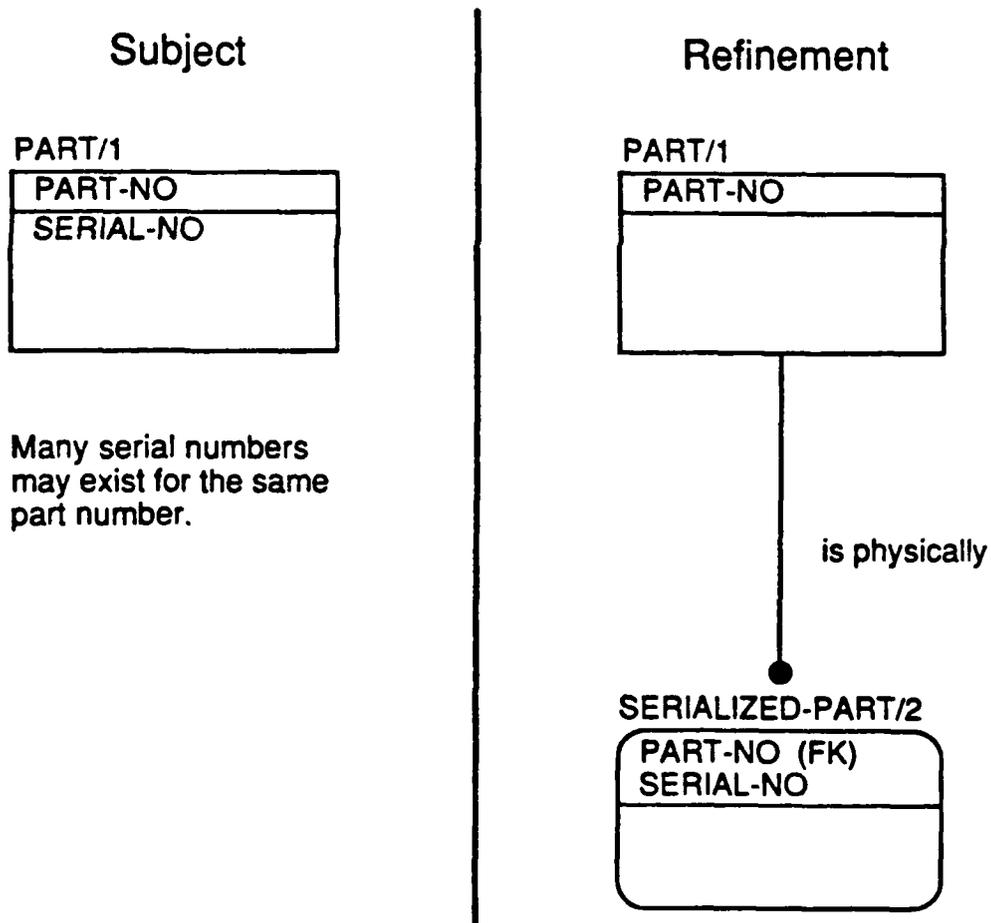 Subject
PART/1
PART-NO
SERIAL-NO
Many serial numbers
may exist for the same
part number.
Refinement
PART/1
PART-NO
is physically
SERIALIZED-PART/2
PART-NO (FK)
SERIAL-NO